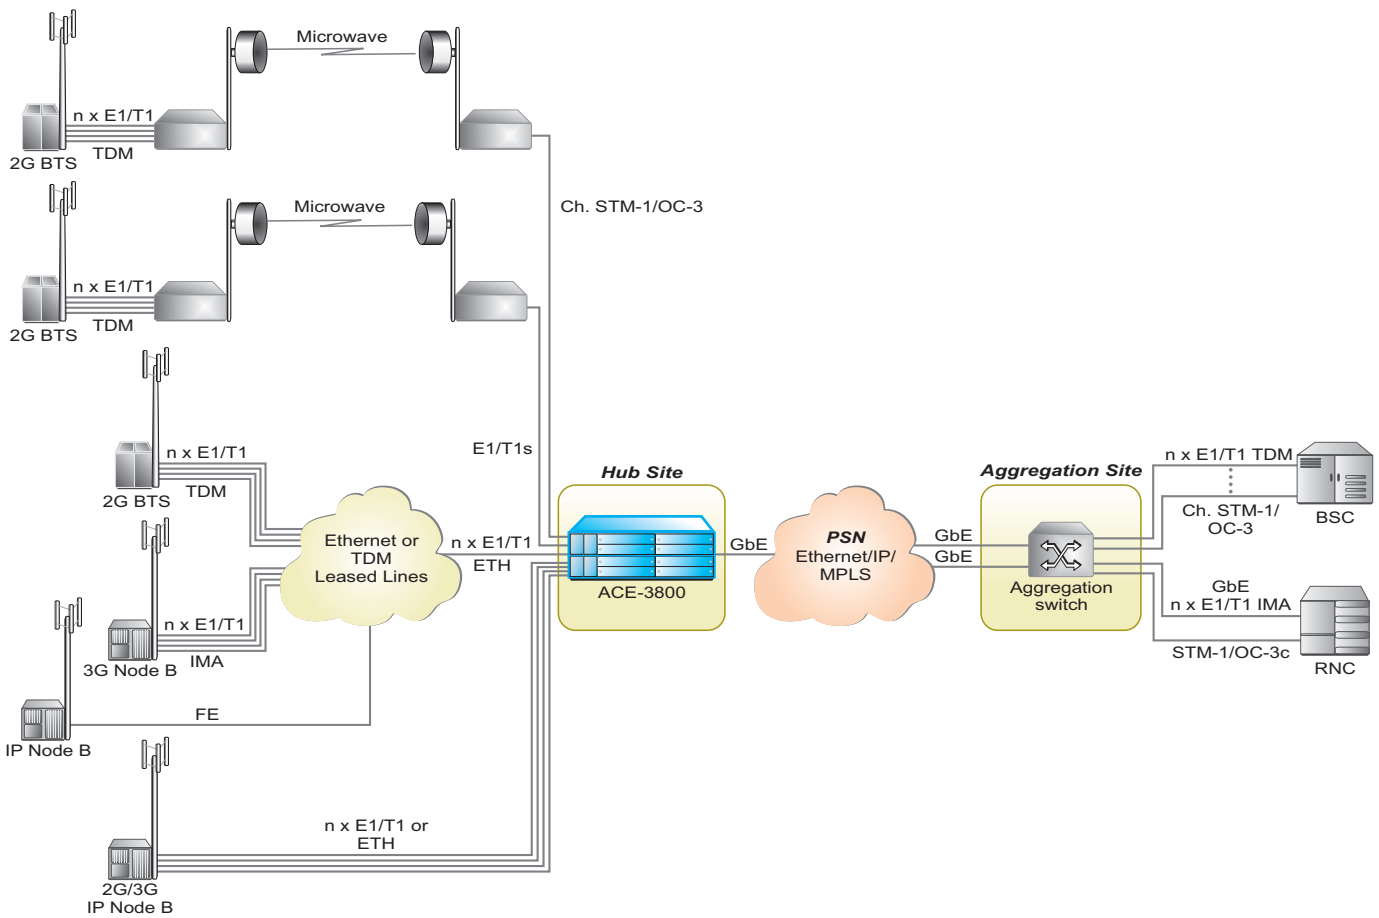 Microwave
n x E1/T1
TDM
2G BTS
Ch. STM-1/OC-3
Microwave
n x E1/T1
TDM
2G BTS
E1/T1s
n x E1/T1
TDM
2G BTS
Ethernet or
TDM
Leased Lines
n x E1/T1
ETH
Hub Site
ACE-3800
GbE
PSN
Ethernet/IP/
MPLS
GbE
GbE
Aggregation Site
Aggregation
switch
n x E1/T1 TDM
Ch. STM-1/
OC-3
BSC
GbE
n x E1/T1 IMA
STM-1/OC-3c
RNC
n x E1/T1
IMA
3G Node B
FE
IP Node B
n x E1/T1 or
ETH
2G/3G
IP Node B